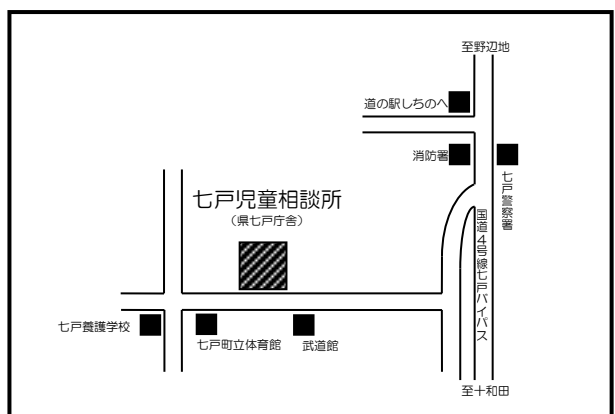 至野辺地
道の駅しちのへ
消防署
七戸警察署
七戸児童相談所
（県七戸庁舎）
国道4号線七戸バイパス
七戸養護学校
七戸町立体育館
武道館
至十和田